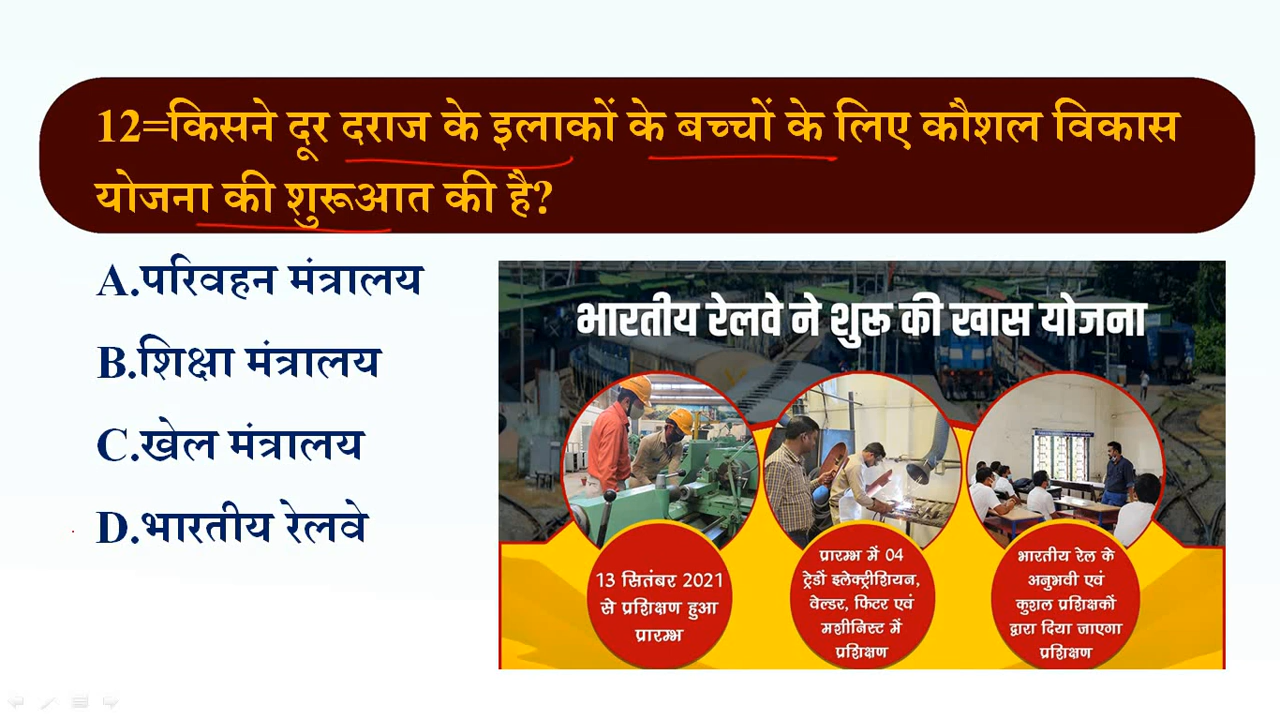 12=किसने दूर दराज के इलाकों के बच्चों के लिए कौशल विकास
योजना की शुरूआत की है?
A.परिवहन मंत्रालय
B.शिक्षा मंत्रालय
C.खेल मंत्रालय
D.भारतीय रेलवे
भारतीय रेलवे ने शुरू की खास योजना
13 सितंबर 2021
से प्रशिक्षण हुआ
प्रारम्भ
प्रारम्भ में 04
ट्रेडों इलेक्ट्रीशियन,
वेल्डर, फिटर एवं
मशीनिस्ट में
प्रशिक्षण
भारतीय रेल के
अनुभवी एवं
कुशल प्रशिक्षकों
द्वारा दिया जाएगा
प्रशिक्षण